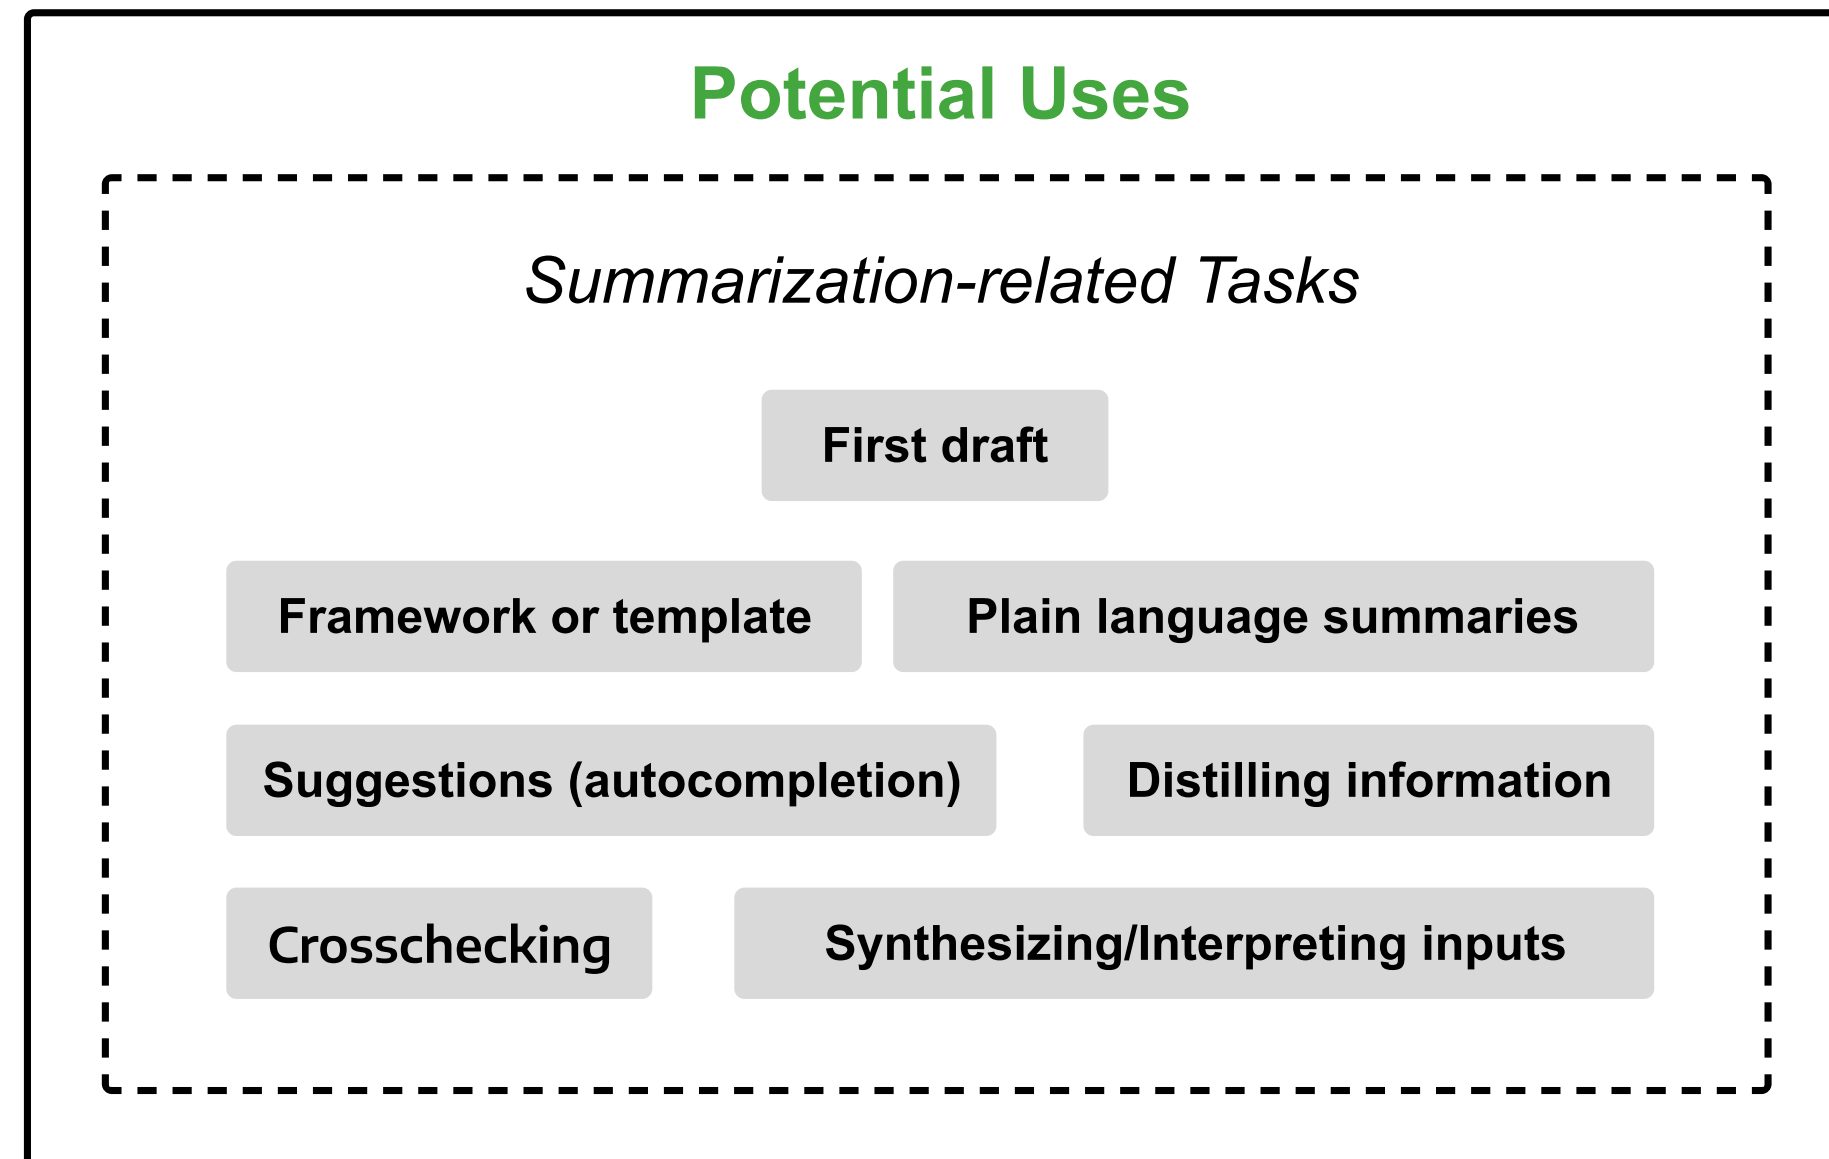 Potential Uses
Summarization-related Tasks
First draft
Framework or template
Plain language summaries
Suggestions (autocompletion)
Distilling information
Crosschecking
Synthesizing/Interpreting inputs